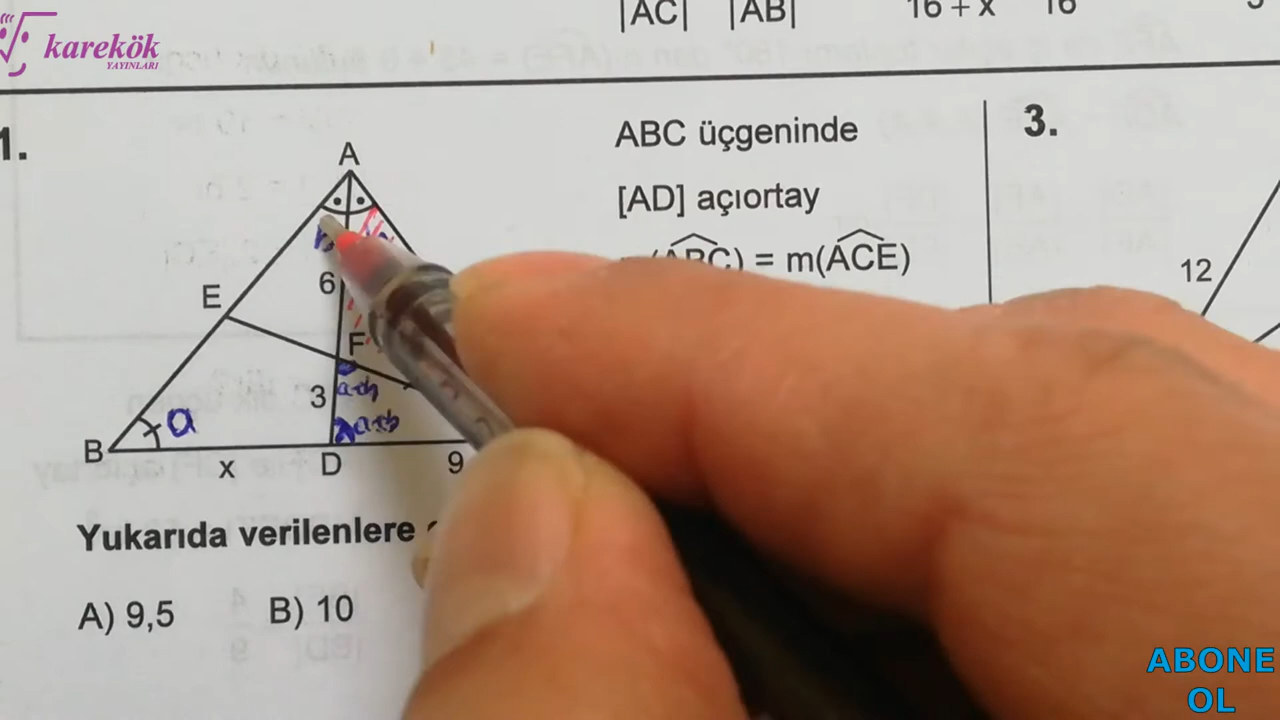 |AC| |AB| 16 + x 16
karekök
YAYINLARI
1.
ABC üçgeninde
[AD] açıortay
(ABC) = m(ACE)
A
E
6
F
3
a+b
a+b
a
b
B
x
D
9
Yukarıda verilenlere
A) 9,5 B) 10
3.
12
ABONE
OL